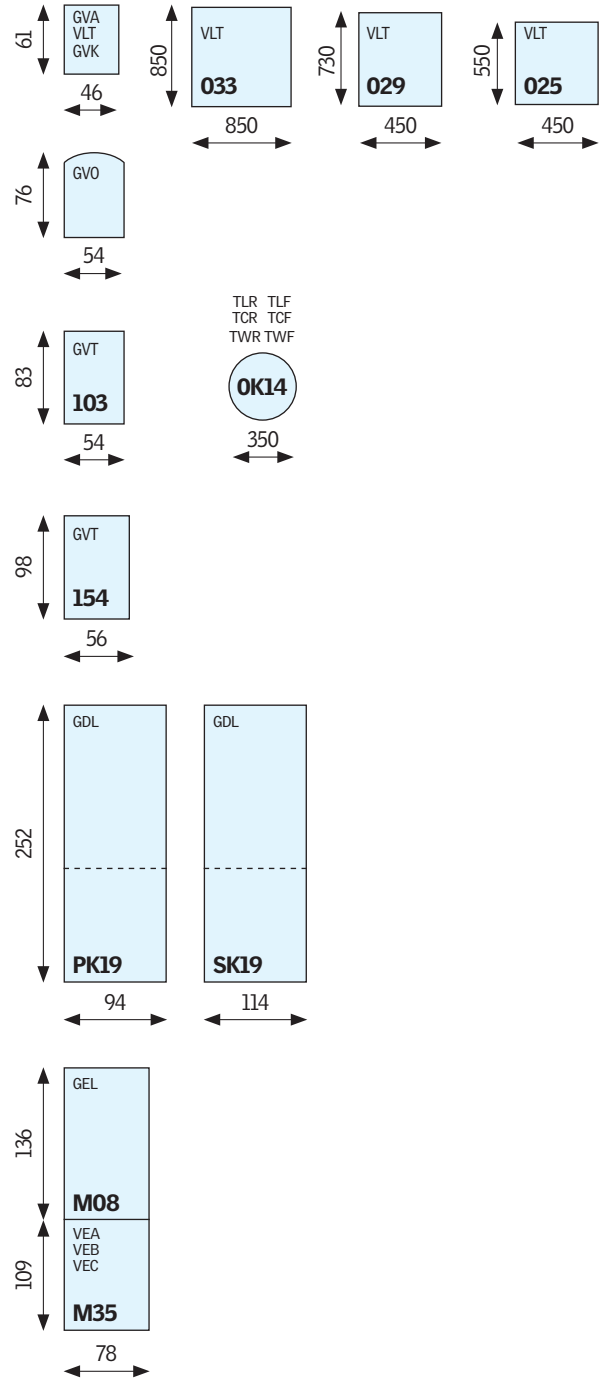 61
GVA
VLT
GVK
46
850
VLT
033
850
730
VLT
029
450
550
VLT
025
450
76
GVO
54
83
GVT
103
54
TLR TLF
TCR TCF
TWR TWF
0K14
350
98
GVT
154
56
252
GDL
PK19
94
GDL
SK19
114
136
GEL
M08
109
VEA
VEB
VEC
M35
78